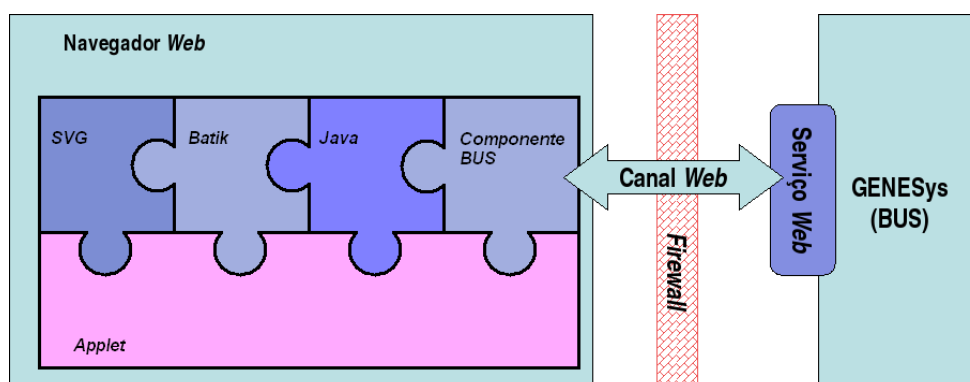 Navegador Web
SVG
Batik
Java
Componente
BUS
Applet
Canal Web
Firewall
Serviço Web
GENESys
(BUS)